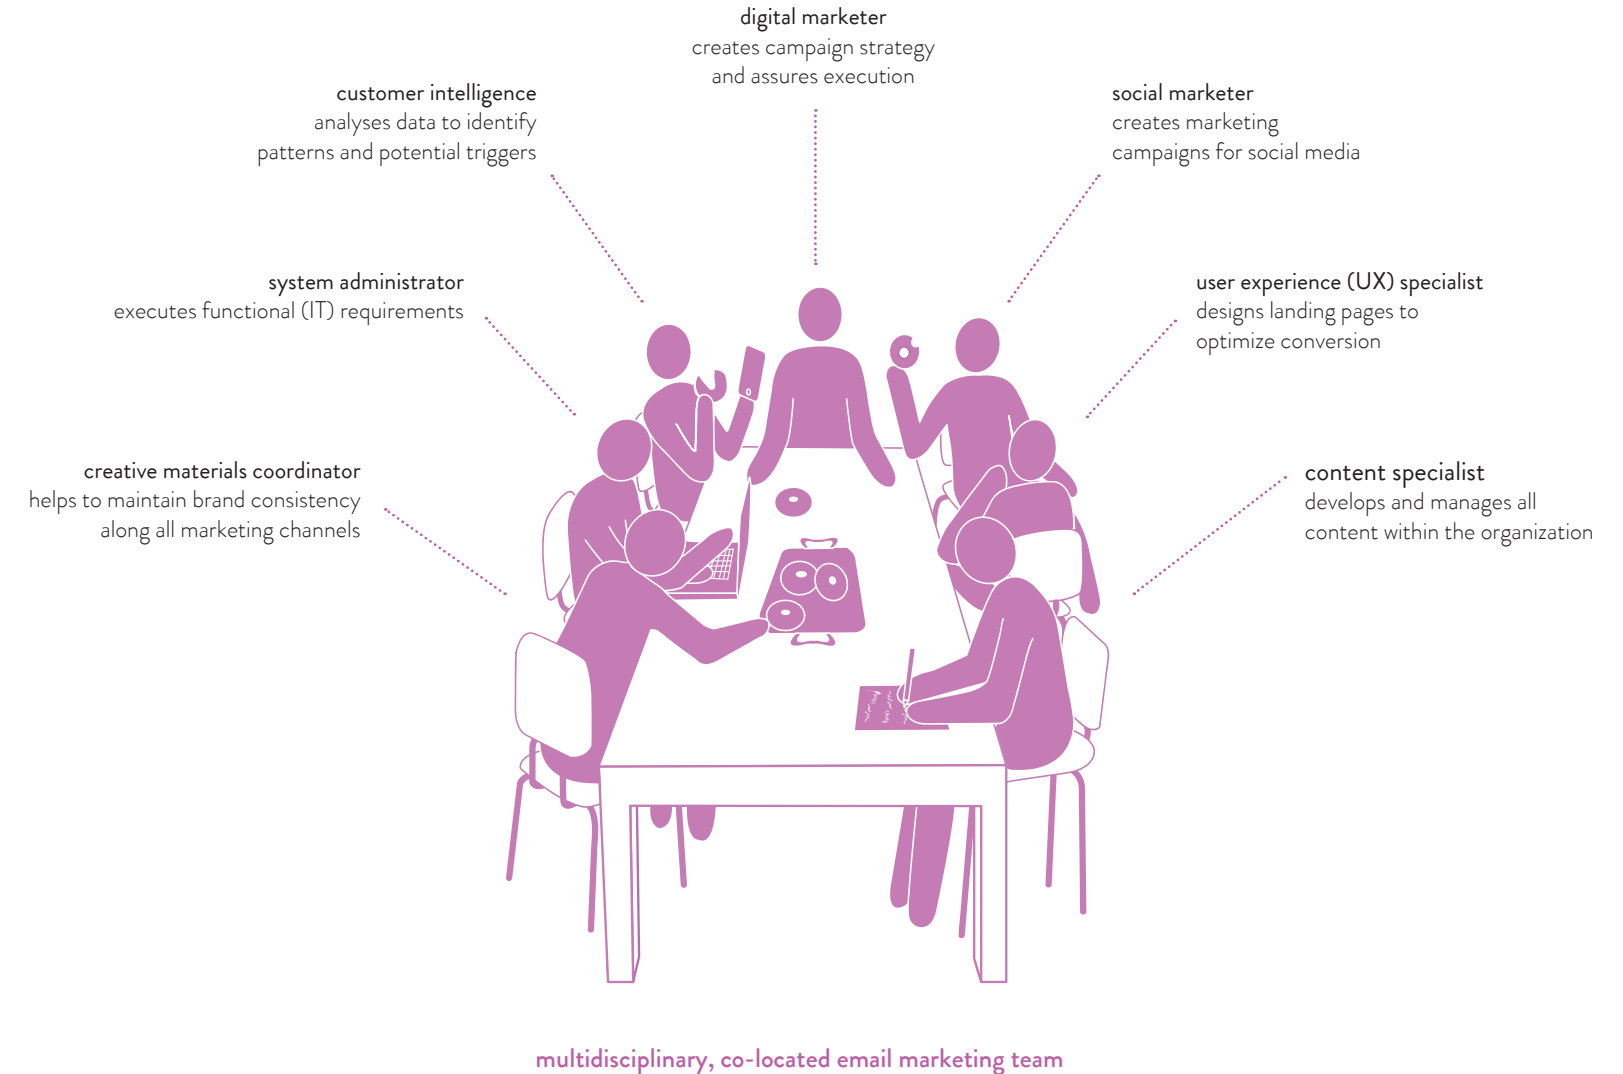 digital marketer
creates campaign strategy
and assures execution
customer intelligence
analyses data to identify
patterns and potential triggers
social marketer
creates marketing
campaigns for social media
system administrator
executes functional (IT) requirements
user experience (UX) specialist
designs landing pages to
optimize conversion
creative materials coordinator
helps to maintain brand consistency
along all marketing channels
content specialist
develops and manages all
content within the organization
multidisciplinary, co-located email marketing team